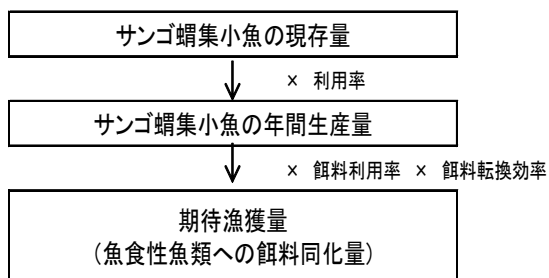 サンゴ蝟集小魚の現存量
× 利用率
サンゴ蝟集小魚の年間生産量
× 餌料利用率 × 餌料転換効率
期待漁獲量
(魚食性魚類への餌料同化量)